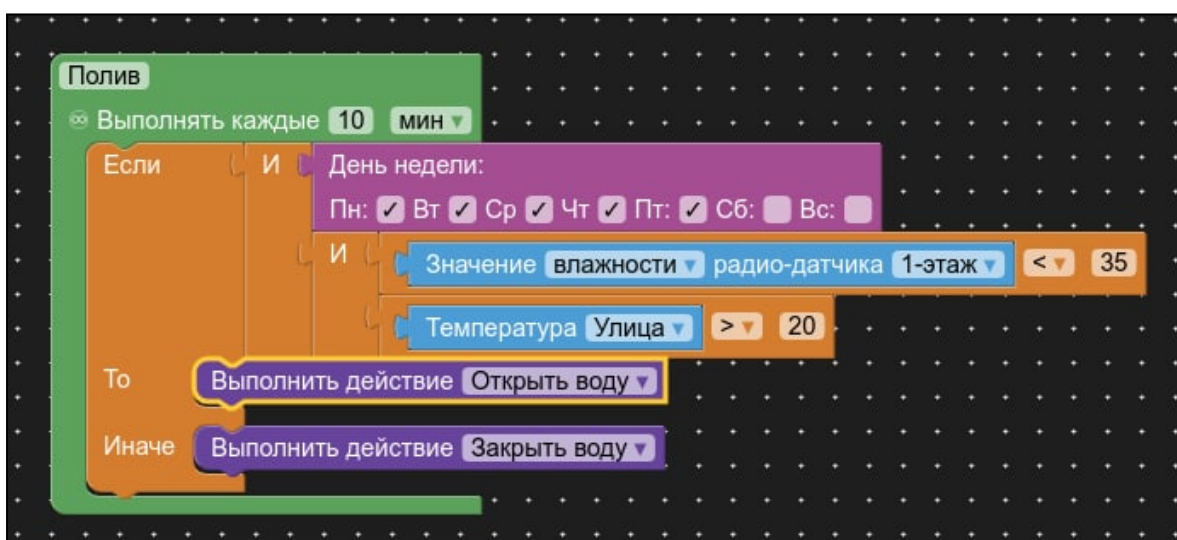 Полив
Выполнять каждые 10 мин
Если И День недели:
Пн: Вт Ср Чт Пт: Сб: Вс:
И Значение влажности радио-датчика 1-этаж < 35
Температура Улица > 20
То Выполнить действие Открыть воду
Иначе Выполнить действие Закрыть воду